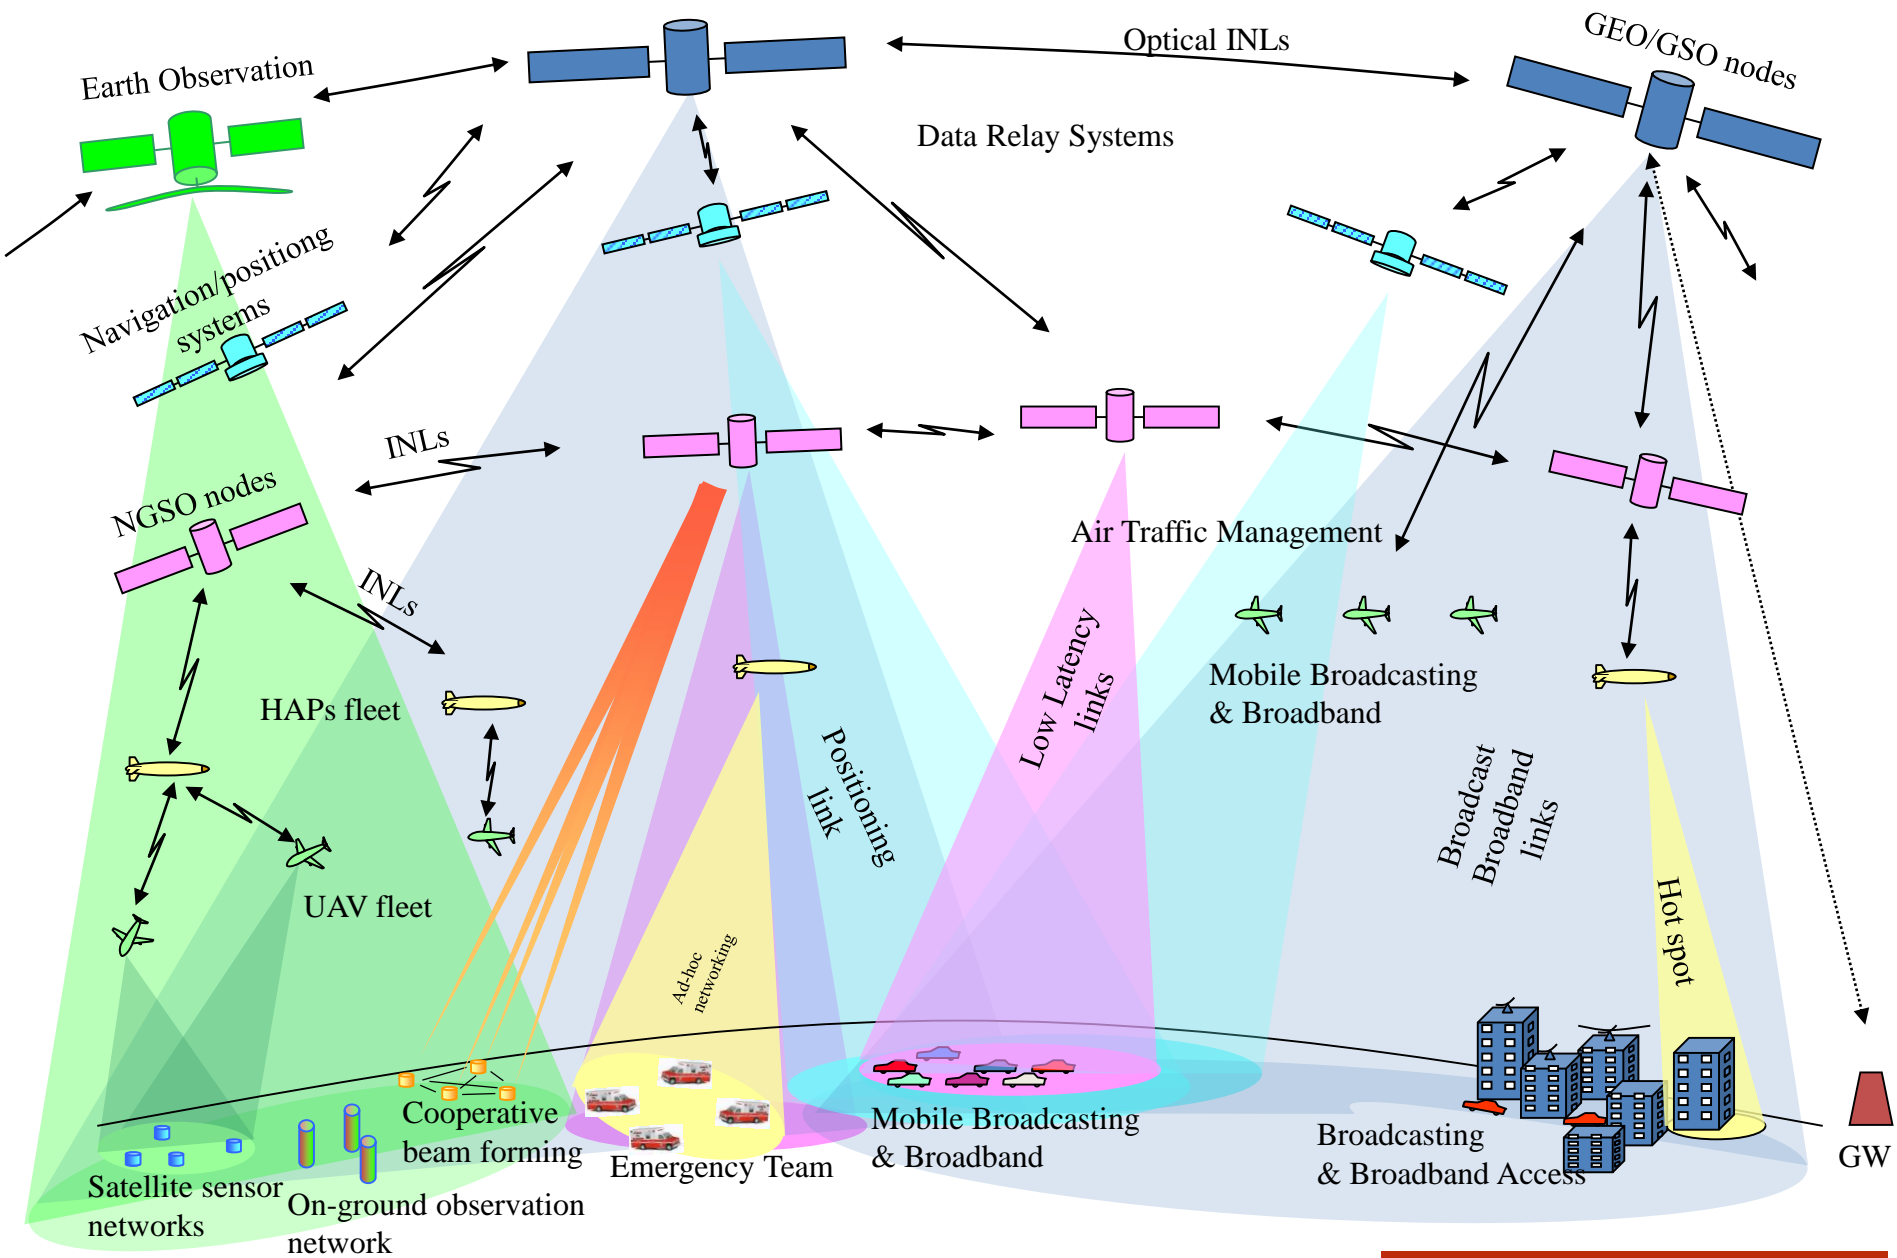 Optical INLs
GEO/GSO nodes
Earth Observation
Data Relay Systems
Navigation/positiong
systems
INLs
NGSO nodes
Air Traffic Management
INLs
HAPs fleet
Low Latency
links
Mobile Broadcasting
& Broadband
Positioning
link
Broadcast
Broadband
links
UAV fleet
Hot spot
Ad-hoc
networking
Cooperative
beam forming
Mobile Broadcasting
& Broadband
Broadcasting
& Broadband Access
GW
Emergency Team
Satellite sensor
networks
On-ground observation
network